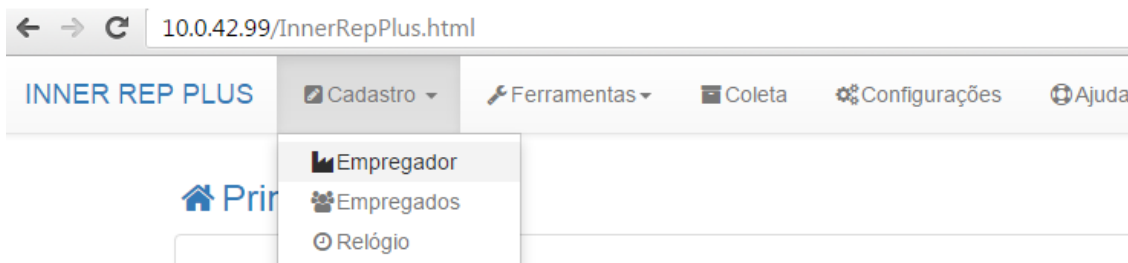 10.0.42.99/InnerRepPlus.html
INNER REP PLUS Cadastro Ferramentas Coleta Configurações Ajuda
Empregador
Empregados
Relógio